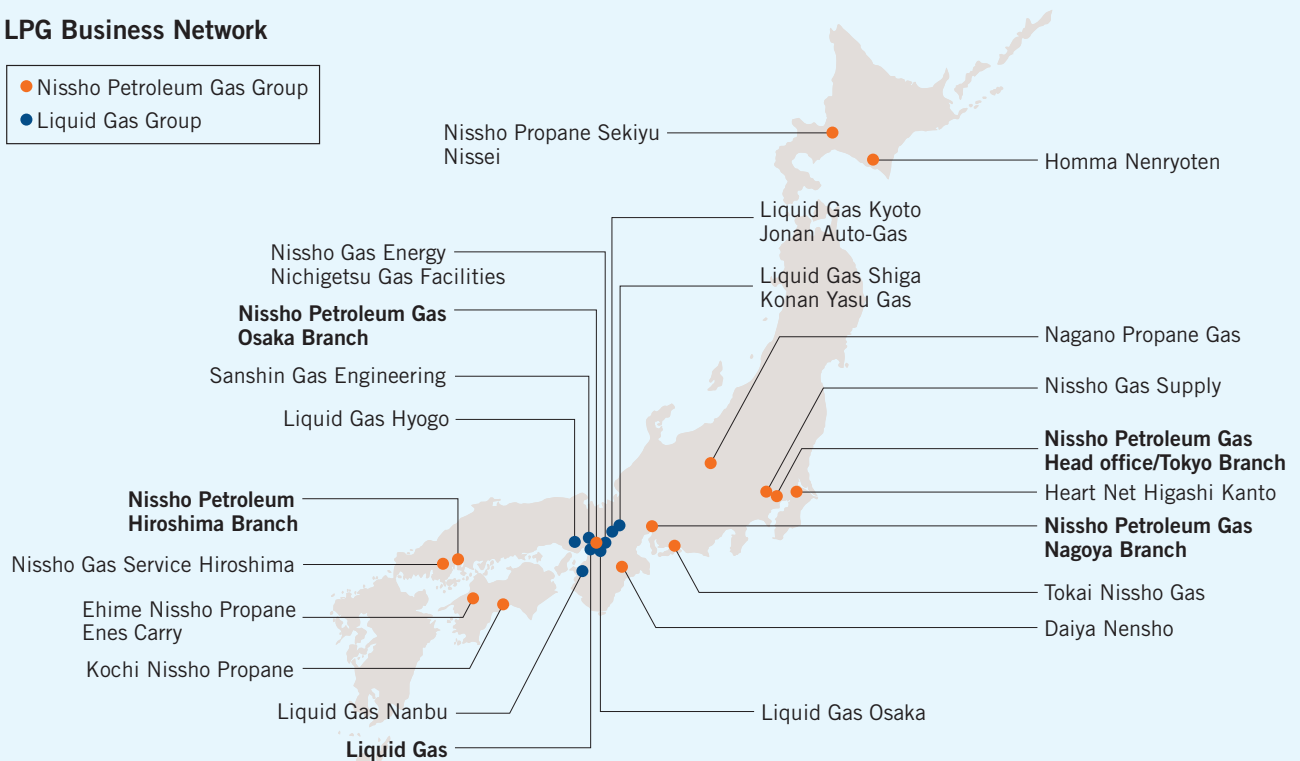 LPG Business Network
Nissho Petroleum Gas Group
Liquid Gas Group
Nissho Propane Sekiyu
Nissei
Homma Nenryoten
Liquid Gas Kyoto
Jonan Auto-Gas
Nissho Gas Energy
Nichigetsu Gas Facilities
Liquid Gas Shiga
Konan Yasu Gas
Nissho Petroleum Gas
Osaka Branch
Nagano Propane Gas
Sanshin Gas Engineering
Nissho Gas Supply
Liquid Gas Hyogo
Nissho Petroleum Gas
Head office/Tokyo Branch
Heart Net Higashi Kanto
Nissho Petroleum
Hiroshima Branch
Nissho Petroleum Gas
Nagoya Branch
Nissho Gas Service Hiroshima
Tokai Nissho Gas
Ehime Nissho Propane
Enes Carry
Daiya Nensho
Kochi Nissho Propane
Liquid Gas Nanbu
Liquid Gas Osaka
Liquid Gas